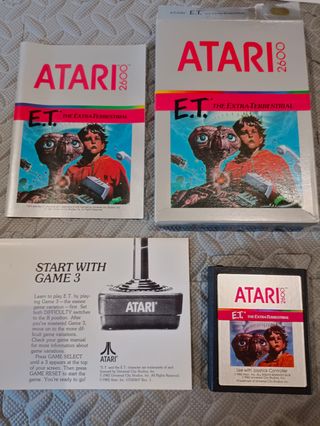 ATARI 2600
E.T. THE EXTRA-TERRESTRIAL
ATARI 2600
E.T. THE EXTRA-TERRESTRIAL
START WITH
GAME 3
Learn to play E.T. by play-
ing Game 3 – the easiest
game variation – first. Set
both DIFFICULTY switches
to the B position. After
you've mastered Game 3,
move on to the more dif-
ficult game variations.
Check your game manual
for more information about
game variations.
Press GAME SELECT
until a 3 appears at the
top of your screen. Then press
GAME RESET to start the
game. You're ready to go!
ATARI
ATARI
ATARI 2600
E.T. THE EXTRA-TERRESTRIAL
Use with Joystick Controller